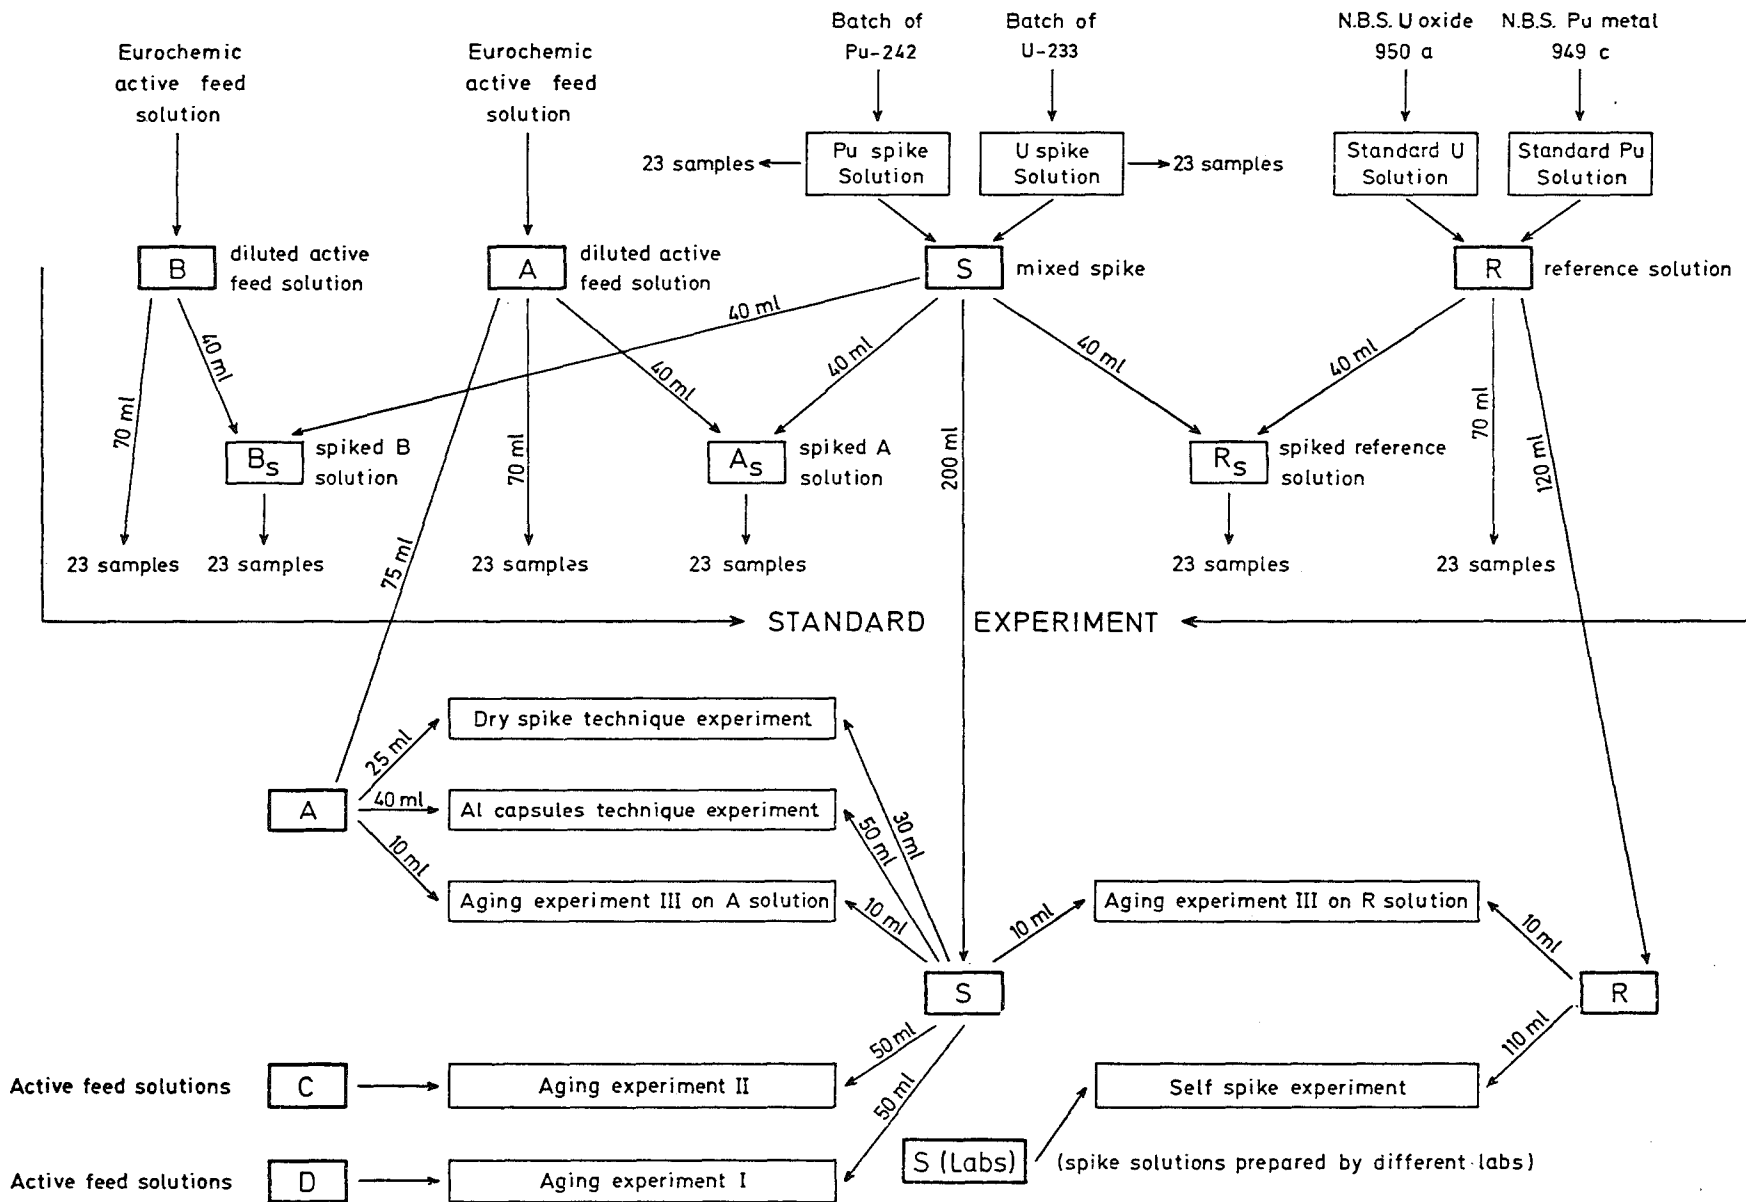 Batch of
Pu-242
Batch of
U-233
N.B.S. U oxide
950 a
N.B.S. Pu metal
949 c
Eurochemic
active feed
solution
Eurochemic
active feed
solution
23 samples
Pu spike
Solution
U spike
Solution
23 samples
Standard U
Solution
Standard Pu
Solution
B
diluted active
feed solution
A
diluted active
feed solution
S
mixed spike
R
reference solution
40 ml
40 ml
40 ml
40 ml
40 ml
40 ml
70 ml
70 ml
200 ml
70 ml
120 ml
Bs
spiked B
solution
As
spiked A
solution
Rs
spiked reference
solution
75 ml
23 samples
23 samples
23 samples
23 samples
23 samples
23 samples
STANDARD EXPERIMENT
Dry spike technique experiment
25 ml
A
40 ml
Al capsules technique experiment
50 ml
30 ml
10 ml
Aging experiment III on A solution
10 ml
10 ml
Aging experiment III on R solution
10 ml
S
R
50 ml
110 ml
Active feed solutions
C
Aging experiment II
50 ml
Self spike experiment
Active feed solutions
D
Aging experiment I
S (Labs)
(spike solutions prepared by different labs)